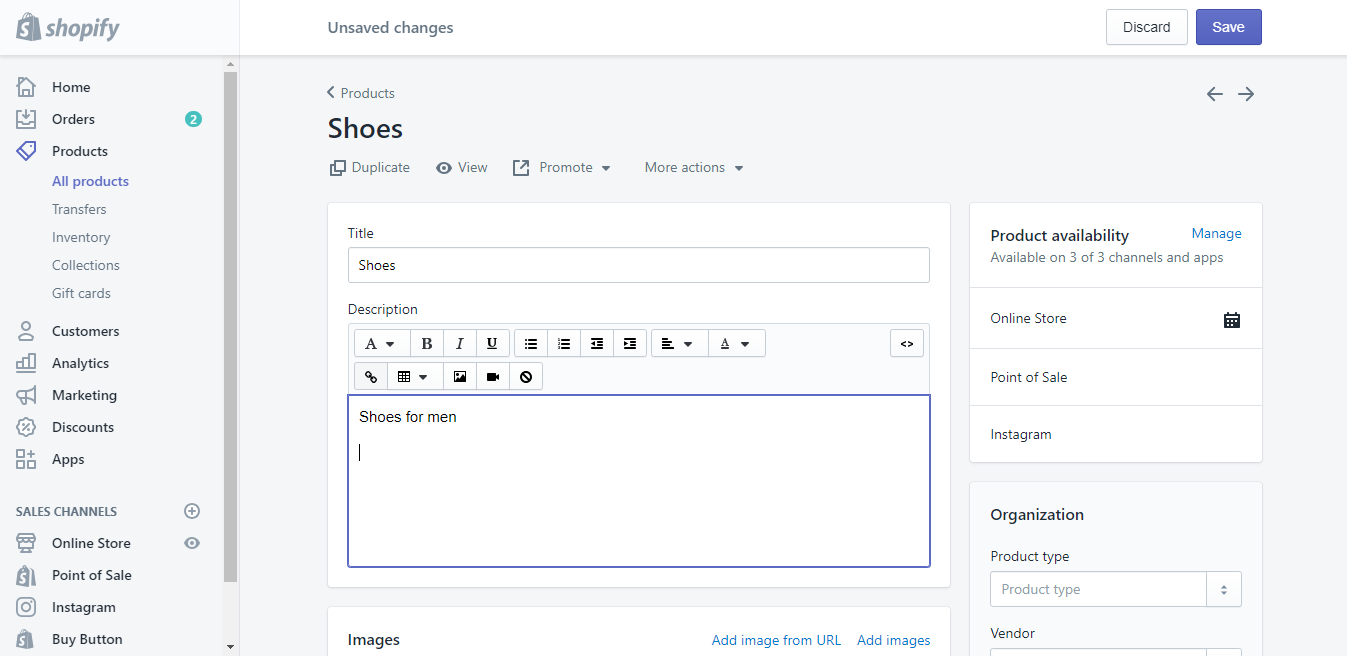 shopify
Unsaved changes
Discard
Save
Home
Orders
2
Products
All products
Transfers
Inventory
Collections
Gift cards
Customers
Analytics
Marketing
Discounts
Apps
SALES CHANNELS
Online Store
Point of Sale
Instagram
Buy Button
Products
Shoes
Duplicate
View
Promote
More actions
Title
Shoes
Description
A B I U A <>
Shoes for men
Images
Add image from URL Add images
Product availability Manage
Available on 3 of 3 channels and apps
Online Store
Point of Sale
Instagram
Organization
Product type
Product type
Vendor